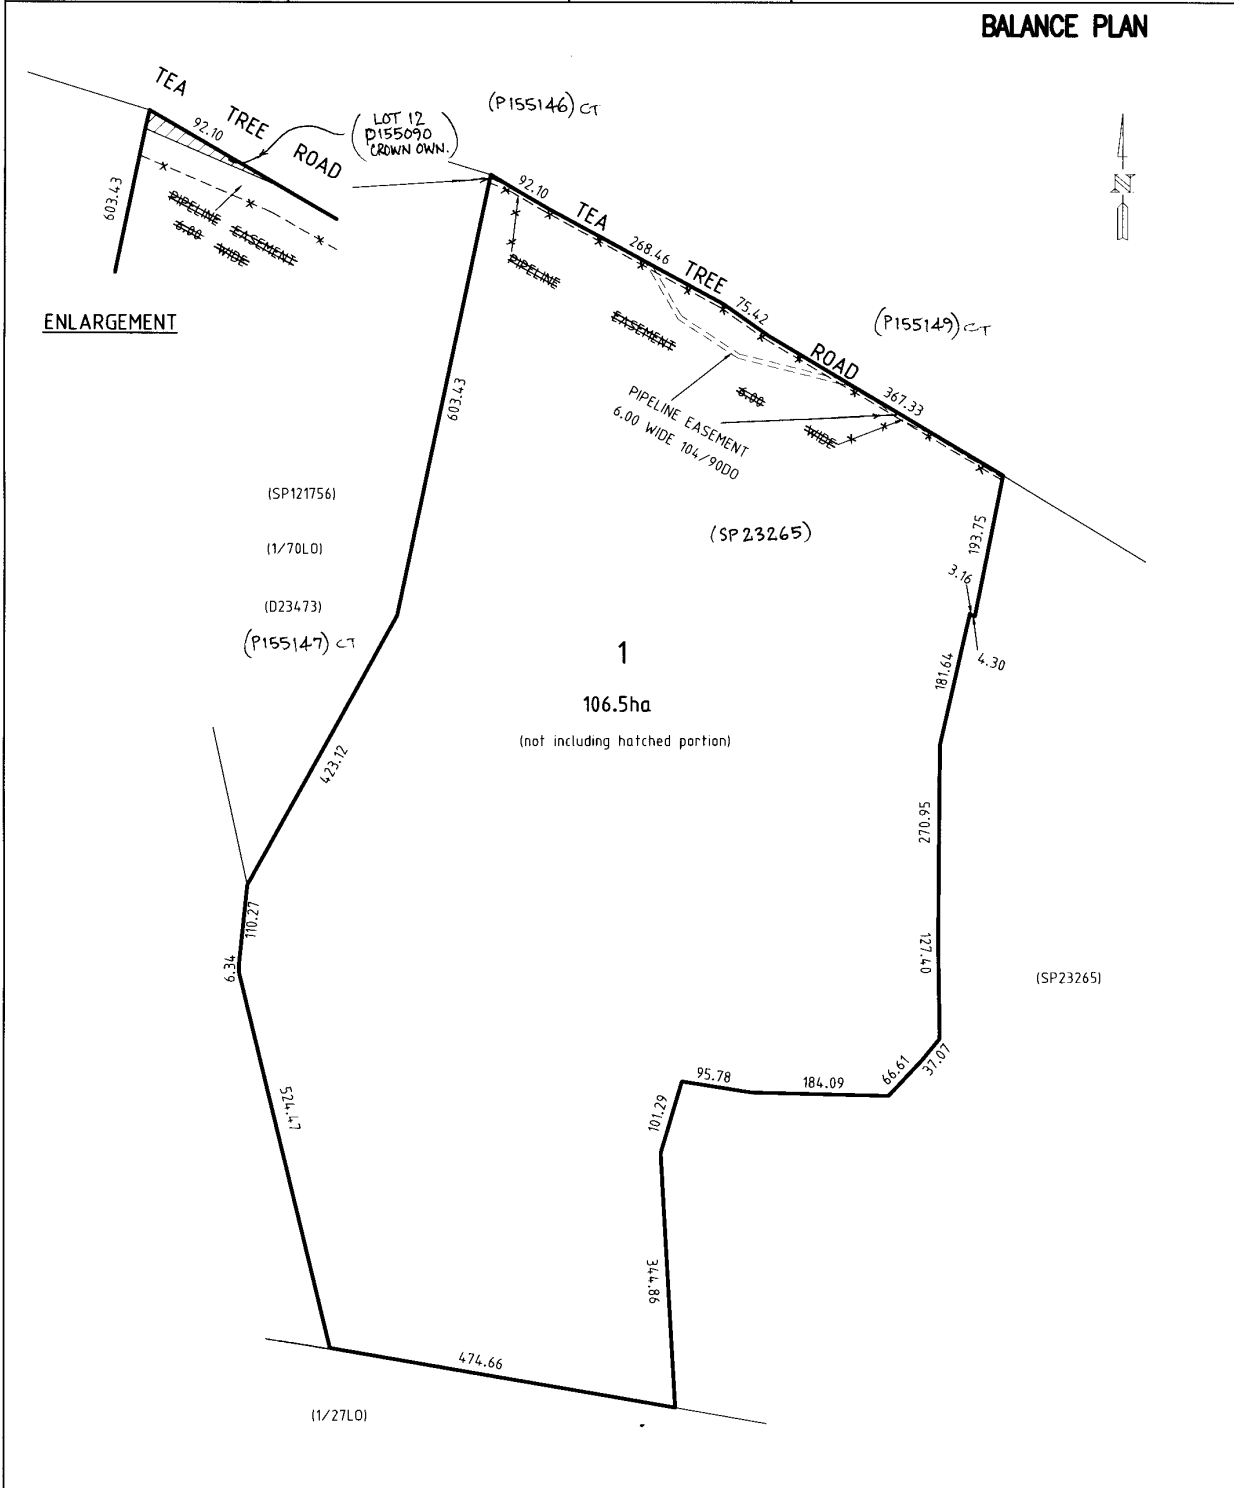 BALANCE PLAN
TEA
TREE
ROAD
92.10
603.43
LOT 12
P155090
CROWN OWN.
(P155146) CT
N
PIPELINE EASEMENT
6.00 WIDE
ENLARGEMENT
92.10
TEA
268.46
TREE
75.42
ROAD
367.33
(P155149) CT
PIPELINE
EASEMENT
6.00
WIDE
PIPELINE EASEMENT
6.00 WIDE 104/90DO
603.43
(SP121756)
(1/70LO)
(D23473)
(P155147) CT
(SP23265)
193.75
3.16
4.30
181.64
1
106.5ha
(not including hatched portion)
423.12
270.95
110.27
6.34
127.40
(SP23265)
37.07
66.61
184.09
95.78
101.29
524.47
344.86
474.66
(1/27LO)